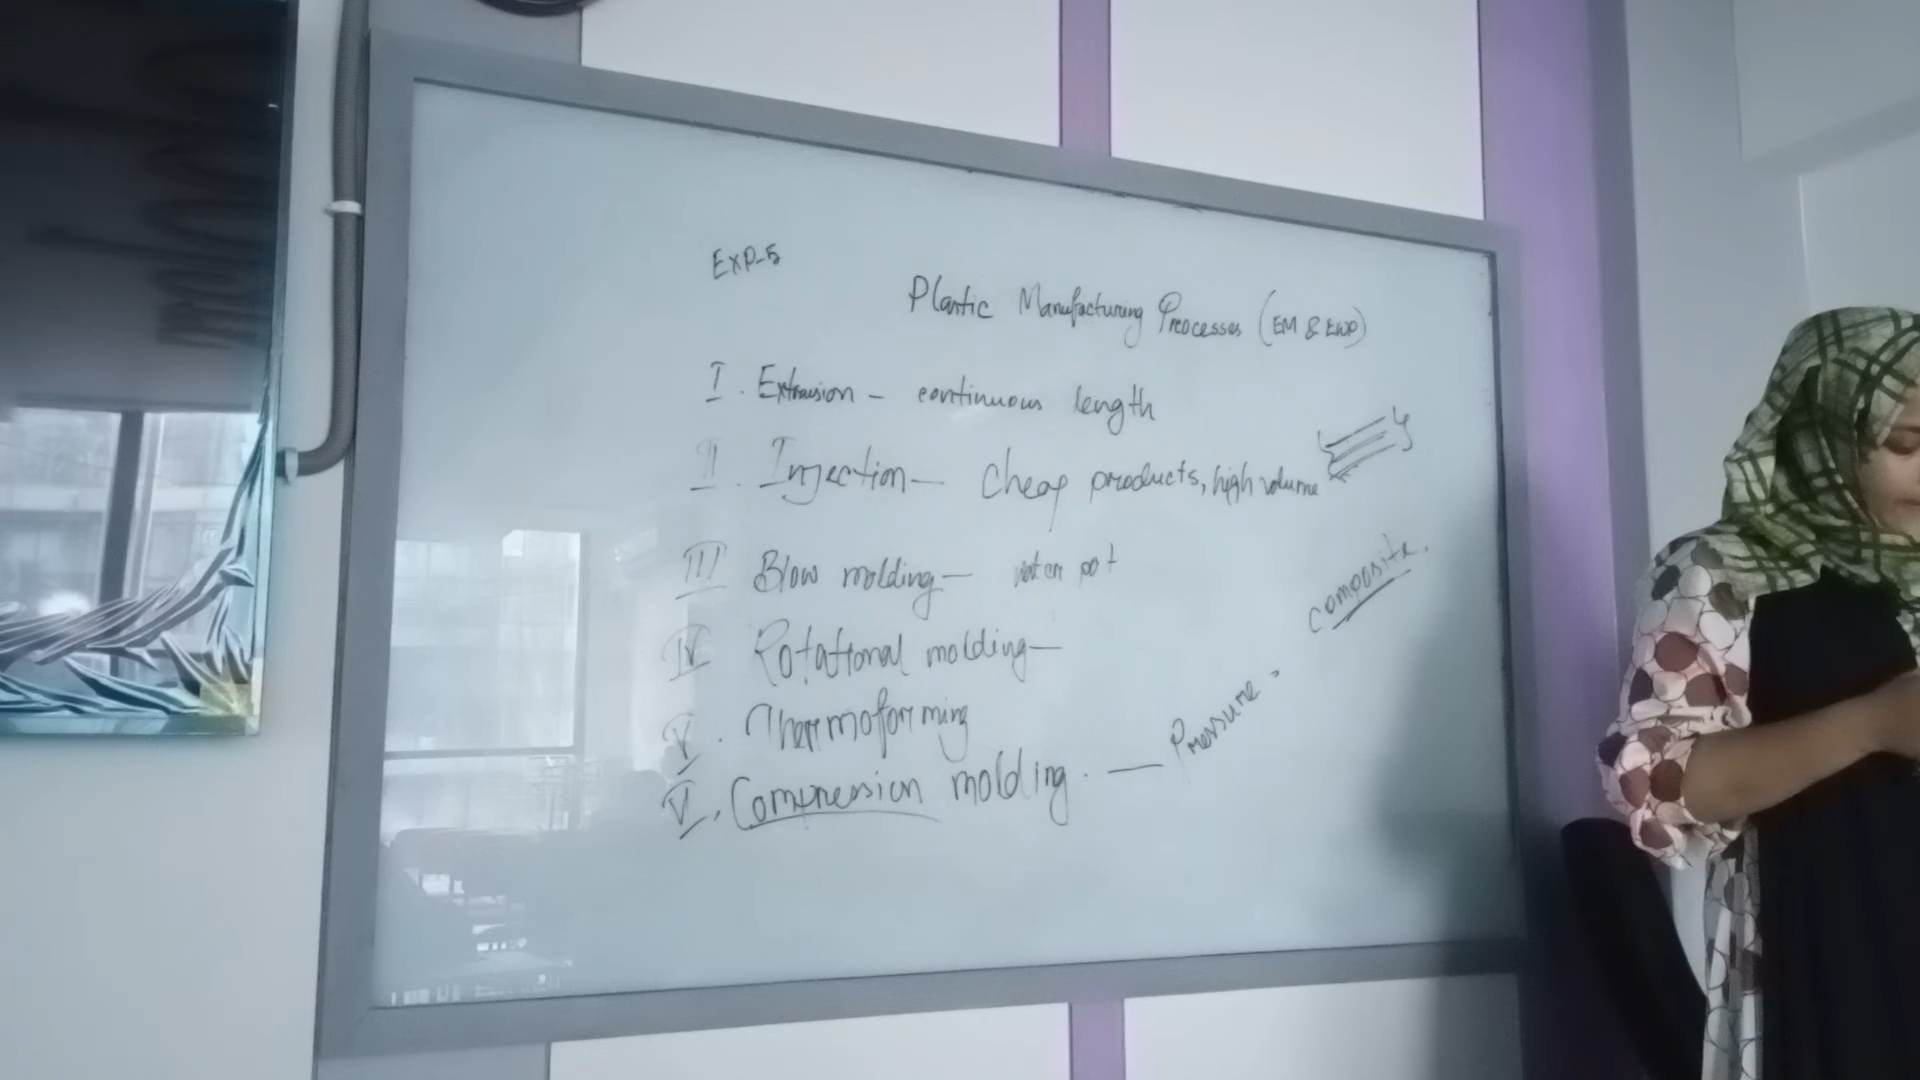 EXP-5
Plastic Manufacturing Processes (EM & EWP)
I. Extrusion - continuous length
II. Injection - Cheap products, high volume
III Blow molding - water pot
IV Rotational molding -
V. Thermoforming
VI. Compression molding. - Pressure
composite.